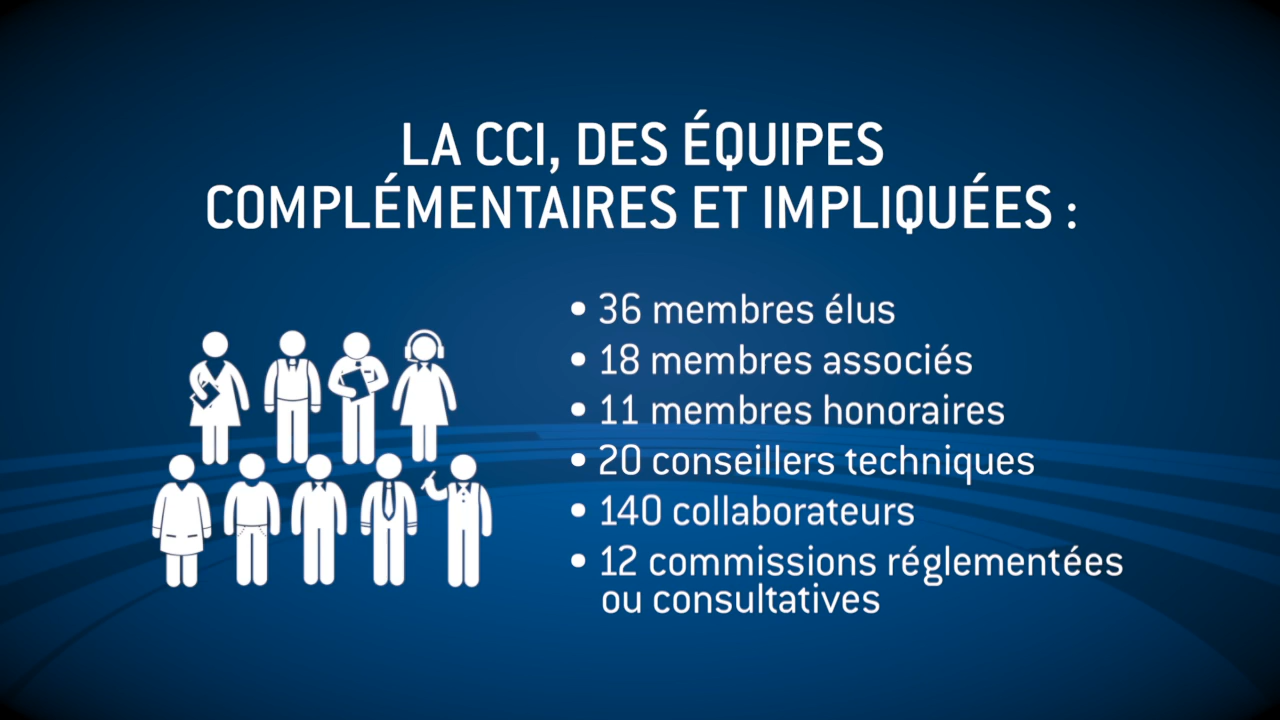 LA CCI, DES ÉQUIPES
COMPLÉMENTAIRES ET IMPLIQUÉES :
• 36 membres élus
• 18 membres associés
• 11 membres honoraires
• 20 conseillers techniques
• 140 collaborateurs
• 12 commissions réglementées
ou consultatives